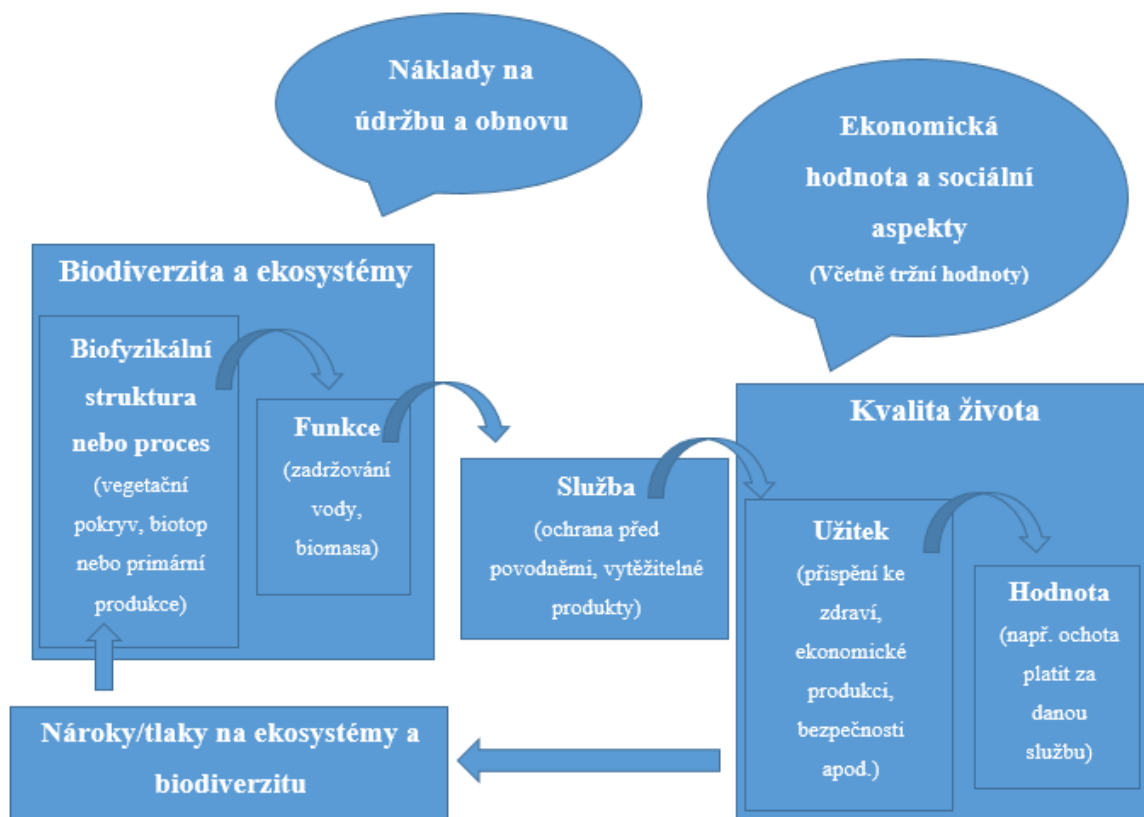 Náklady na
údržbu a obnovu
Ekonomická
hodnota a sociální
aspekty
(Včetně tržní hodnoty)
Biodiverzita a ekosystémy
Biofyzikální
struktura
nebo proces
(vegetační
pokryv, biotop
nebo primární
produkce)
Funkce
(zadržování
vody,
biomasa)
Služba
(ochrana před
povodněmi, vytěžitelné
produkty)
Kvalita života
Užitek
(přispění ke
zdraví,
ekonomické
produkci,
bezpečnosti
apod.)
Hodnota
(např. ochota
platit za
danou
službu)
Nároky/tlaky na ekosystémy a
biodiverzitu